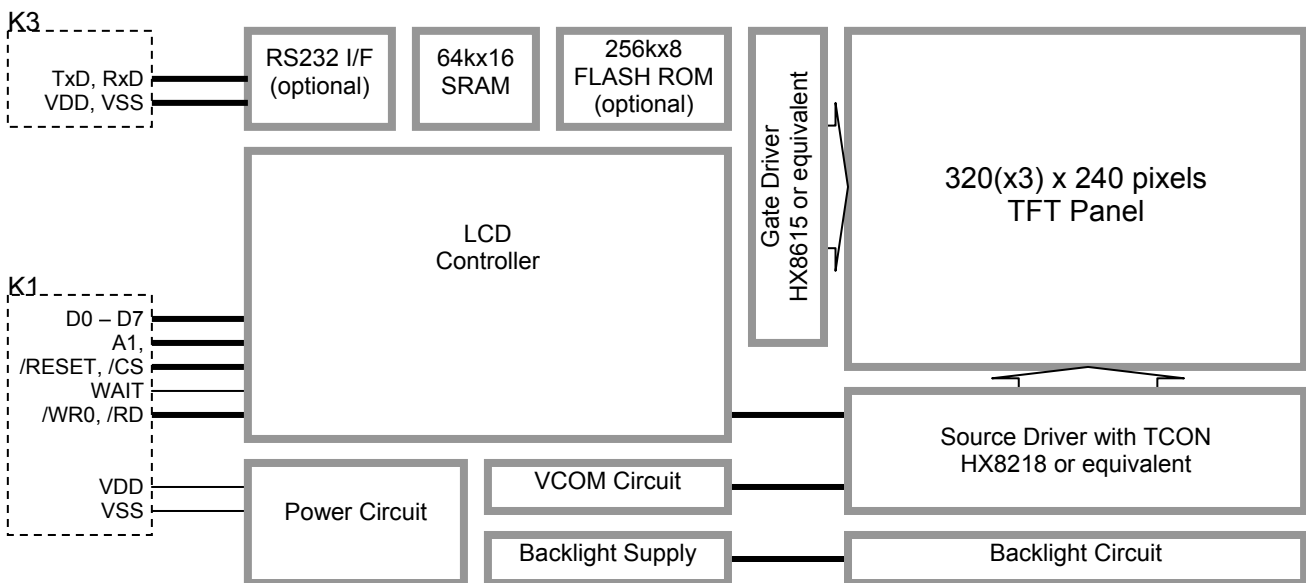 K3
TxD, RxD
VDD, VSS
RS232 I/F
(optional)
64kx16
SRAM
256kx8
FLASH ROM
(optional)
Gate Driver
HX8615 or equivalent
320(x3) x 240 pixels
TFT Panel
LCD
Controller
K1
D0 – D7
A1,
/RESET, /CS
WAIT
/WR0, /RD
VDD
VSS
Power Circuit
VCOM Circuit
Backlight Supply
Source Driver with TCON
HX8218 or equivalent
Backlight Circuit